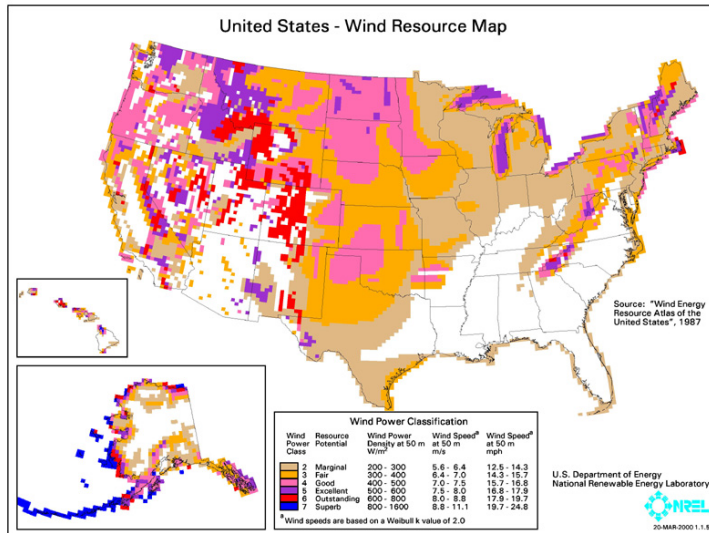 United States - Wind Resource Map
Source: "Wind Energy
Resource Atlas of the
United States", 1987
Wind Power Classification
Wind Power Class Resource Potential Wind Power Density at 50 m W/m² Wind Speedᵃ at 50 m m/s Wind Speedᵃ at 50 m mph
2 Marginal 200 - 300 5.6 - 6.4 12.5 - 14.3
3 Fair 300 - 400 6.4 - 7.0 14.3 - 15.7
4 Good 400 - 500 7.0 - 7.5 15.7 - 16.8
5 Excellent 500 - 600 7.5 - 8.0 16.8 - 17.9
6 Outstanding 600 - 800 8.0 - 8.8 17.9 - 19.7
7 Superb 800 - 1600 8.8 - 11.1 19.7 - 24.8
ᵃ Wind speeds are based on a Weibull k value of 2.0
U.S. Department of Energy
National Renewable Energy Laboratory
NREL
20-MAR-2000 1.1.9